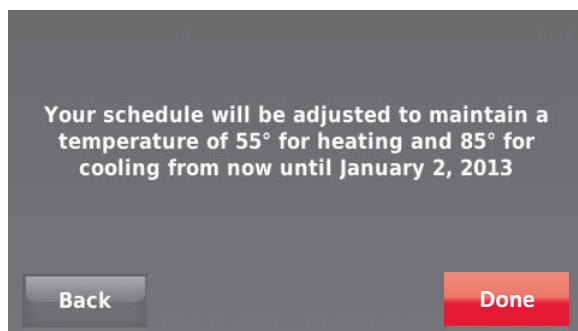 Your schedule will be adjusted to maintain a
temperature of 55° for heating and 85° for
cooling from now until January 2, 2013
Back
Done